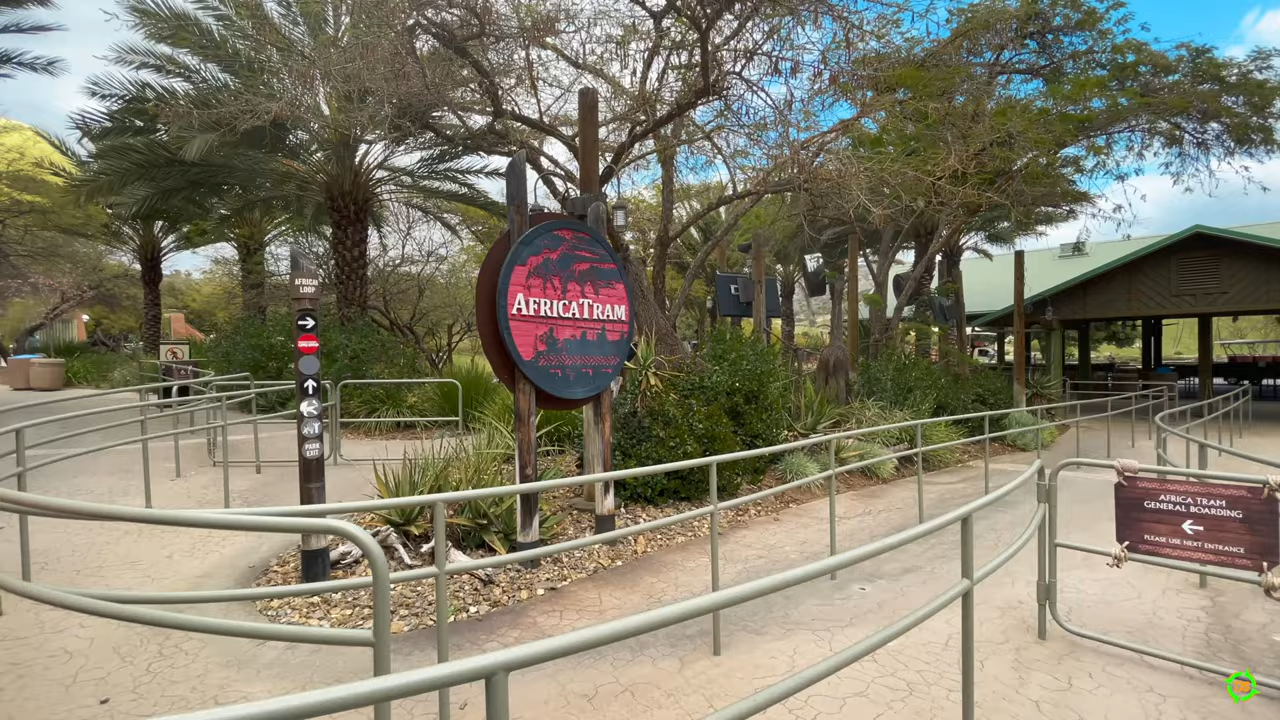 AFRICAN
LOOP
AFRICATRAM
PARK
EXIT
AFRICA TRAM
GENERAL BOARDING
PLEASE USE NEXT ENTRANCE